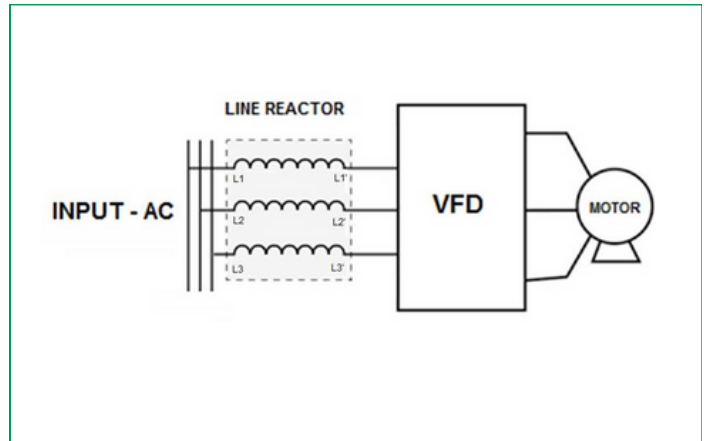 LINE REACTOR
L1 L1'
INPUT - AC
L2 L2'
VFD
MOTOR
L3 L3'